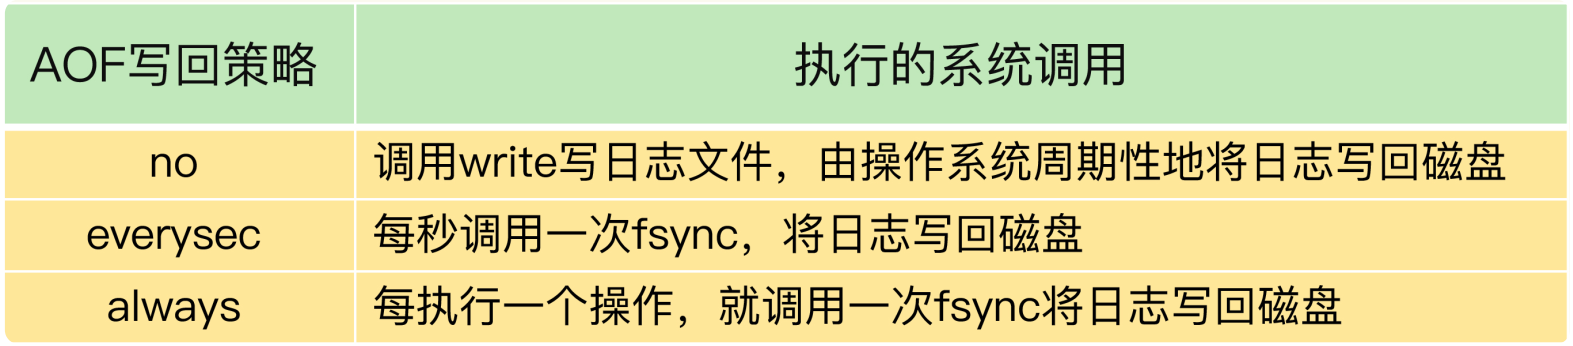 AOF写回策略 执行的系统调用
no 调用write写日志文件，由操作系统周期性地将日志写回磁盘
everysec 每秒调用一次fsync，将日志写回磁盘
always 每执行一个操作，就调用一次fsync将日志写回磁盘